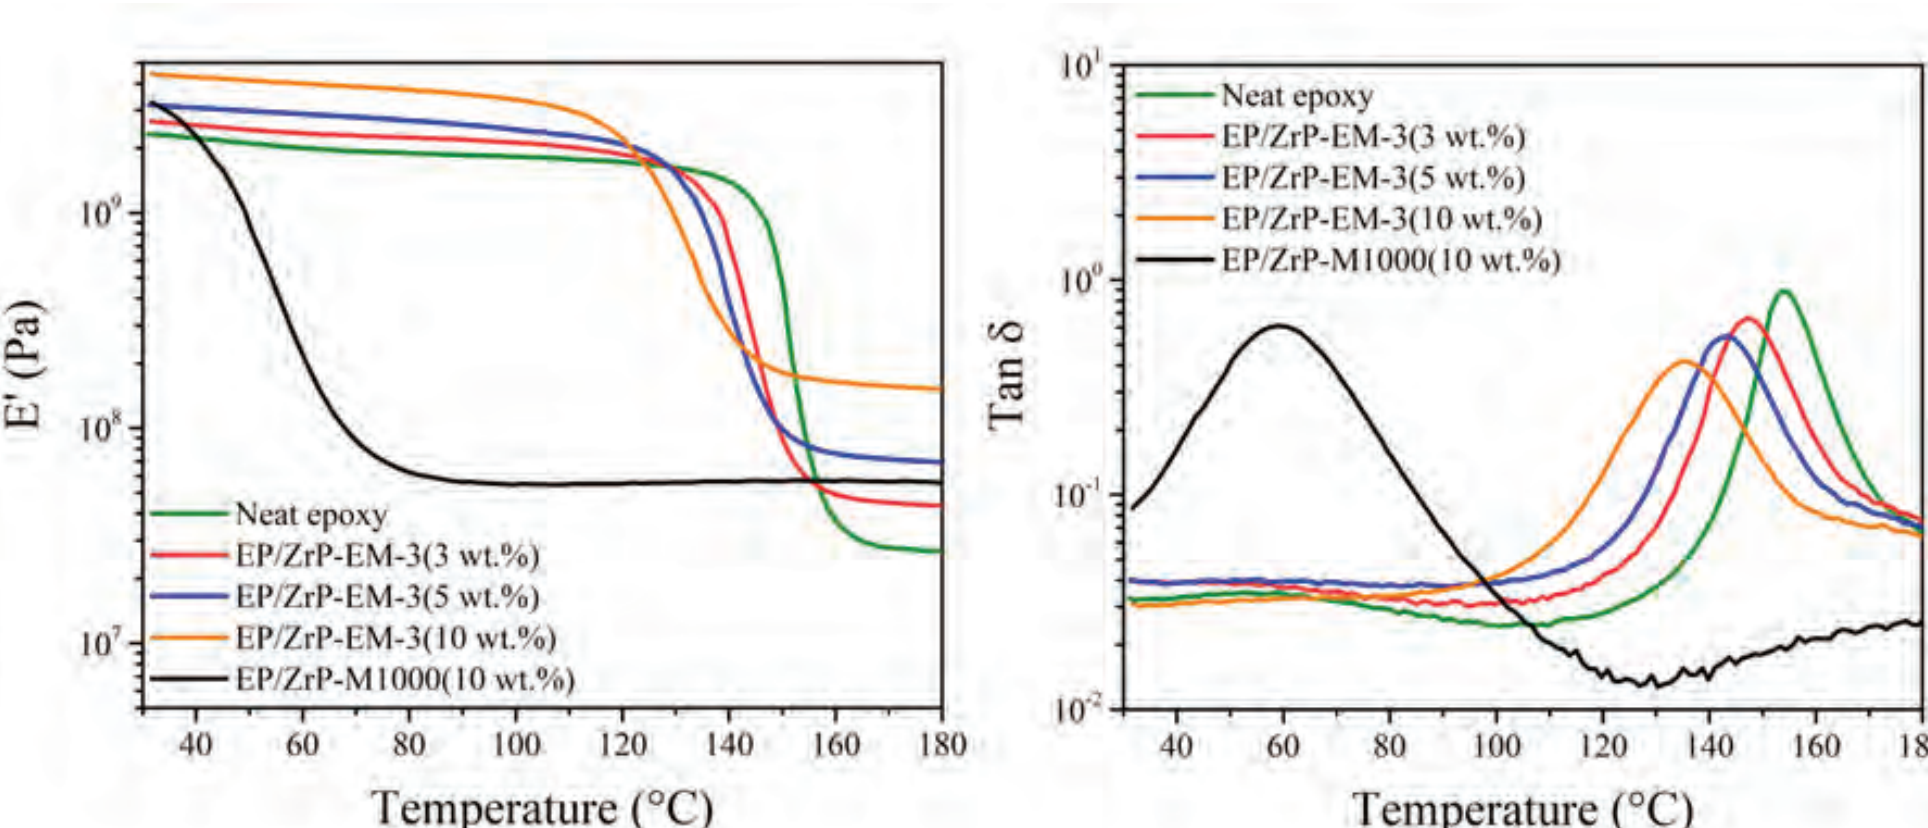 E' (Pa)
10⁹
10⁸
10⁷
Neat epoxy
EP/ZrP-EM-3(3 wt.%)
EP/ZrP-EM-3(5 wt.%)
EP/ZrP-EM-3(10 wt.%)
EP/ZrP-M1000(10 wt.%)
40 60 80 100 120 140 160 180
Temperature (°C)
Tan δ
10¹
10⁰
10⁻¹
10⁻²
Neat epoxy
EP/ZrP-EM-3(3 wt.%)
EP/ZrP-EM-3(5 wt.%)
EP/ZrP-EM-3(10 wt.%)
EP/ZrP-M1000(10 wt.%)
40 60 80 100 120 140 160 18
Temperature (°C)